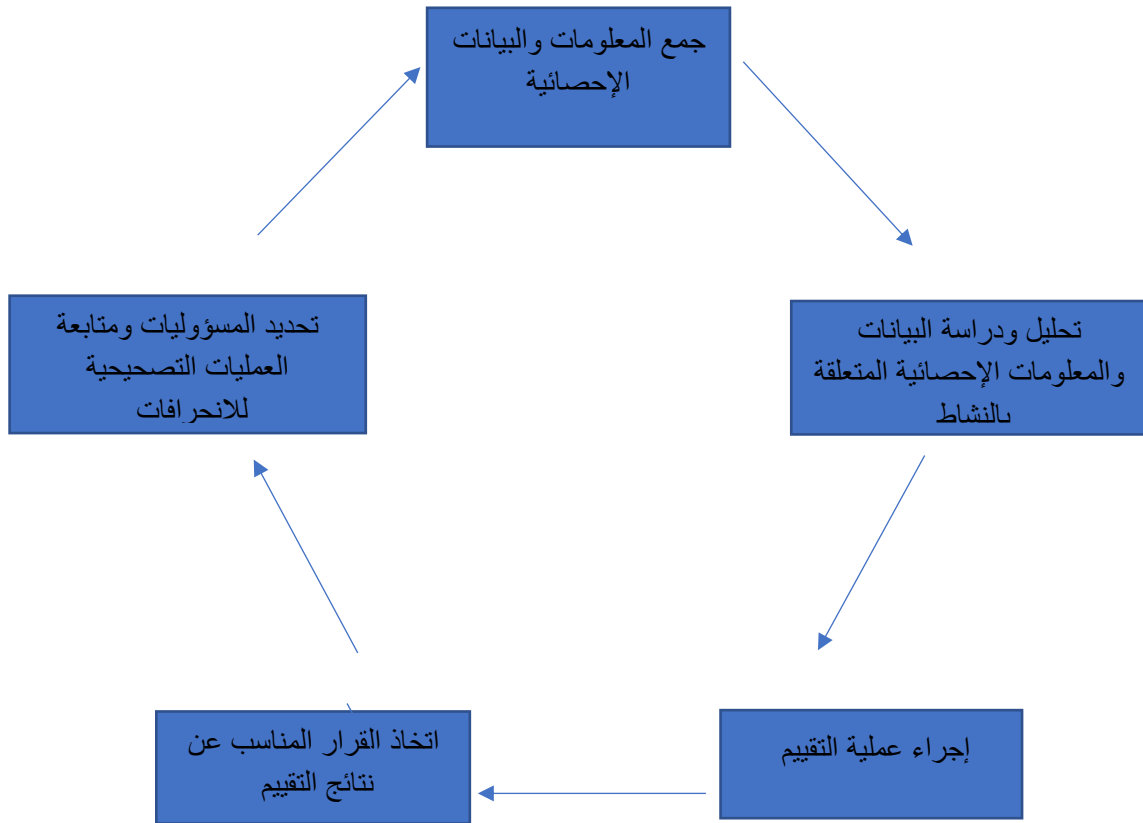 جمع المعلومات والبيانات
الإحصائية
تحليل ودراسة البيانات
والمعلومات الإحصائية المتعلقة
بالنشاط
إجراء عملية التقييم
اتخاذ القرار المناسب عن
نتائج التقييم
تحديد المسؤوليات ومتابعة
العمليات التصحيحية
للانحرافات